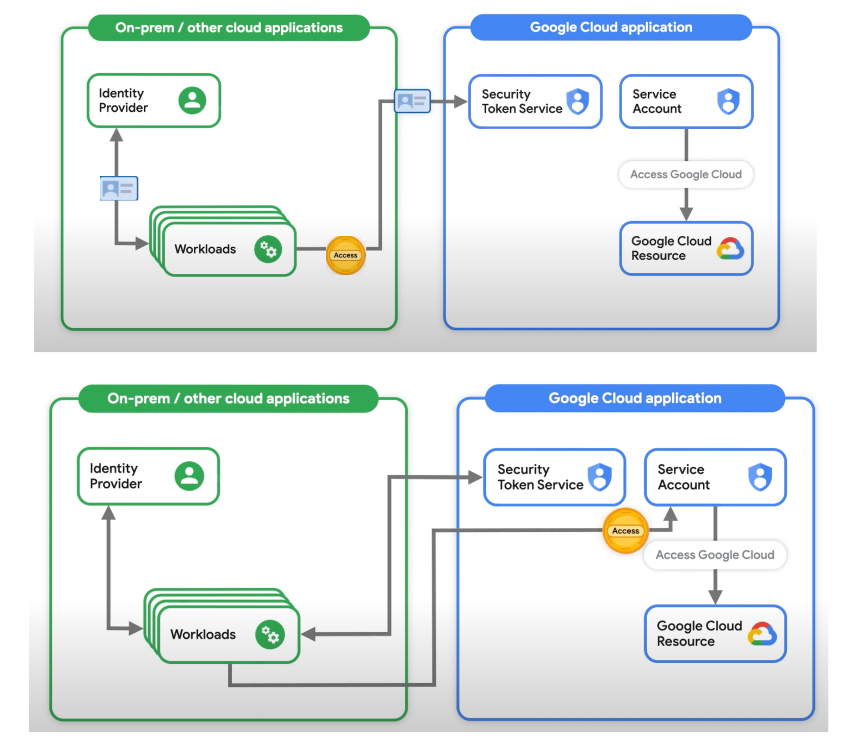 On-prem / other cloud applications
Google Cloud application
Identity
Provider
Security
Token Service
Service
Account
Access Google Cloud
Workloads
Access
Google Cloud
Resource
On-prem / other cloud applications
Google Cloud application
Identity
Provider
Security
Token Service
Service
Account
Access
Access Google Cloud
Workloads
Google Cloud
Resource